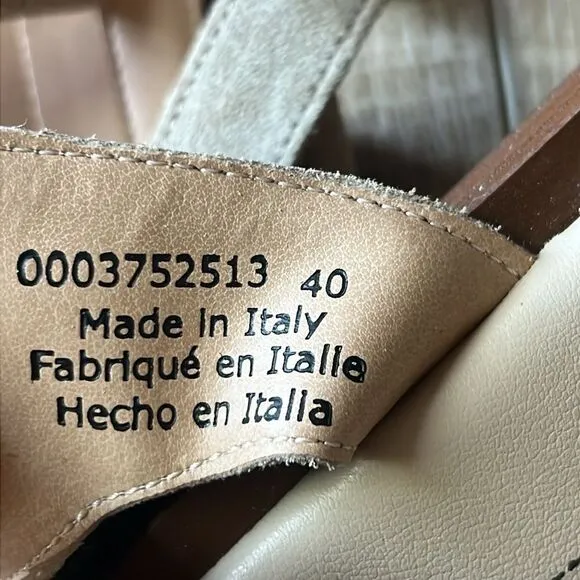 0003752513 40
Made in Italy
Fabriqué en Italie
Hecho en Italia